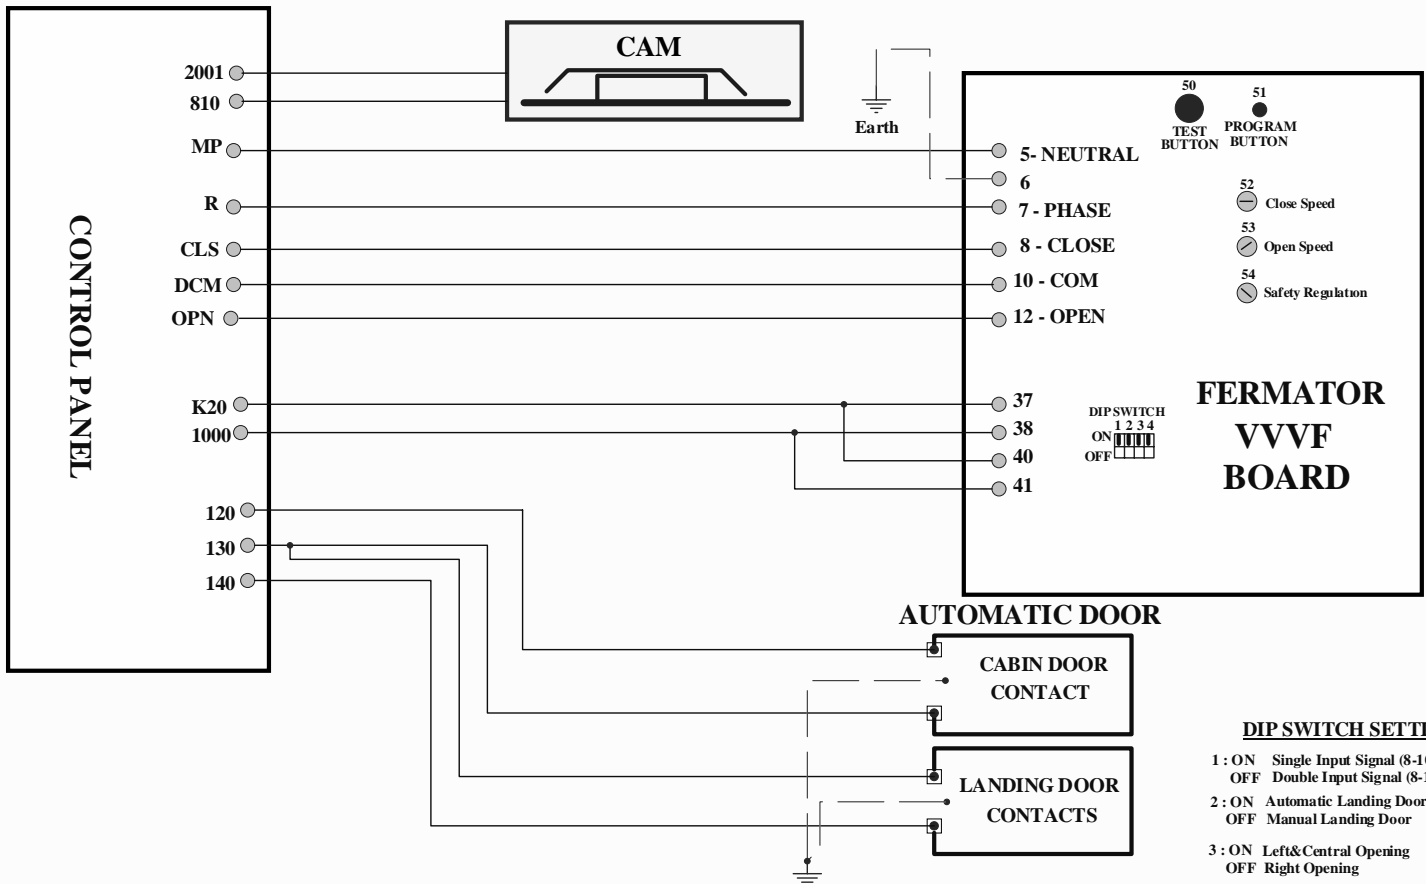 CONTROL PANEL
2001
810
MP
R
CLS
DCM
OPN
K20
1000
120
130
140
CAM
Earth
5- NEUTRAL
6
7 - PHASE
8 - CLOSE
10 - COM
12 - OPEN
37
38
40
41
50
TEST
BUTTON
51
PROGRAM
BUTTON
52
Close Speed
53
Open Speed
54
Safety Regulation
DIP SWITCH
1 2 3 4
ON
OFF
FERMATOR
VVVF
BOARD
AUTOMATIC DOOR
CABIN DOOR
CONTACT
LANDING DOOR
CONTACTS
DIP SWITCH
1 : ON Single Input Signal
OFF Double Input Signal
2 : ON Automatic Landing Door
OFF Manual Landing Door
3 : ON Left&Central Opening
OFF Right Opening